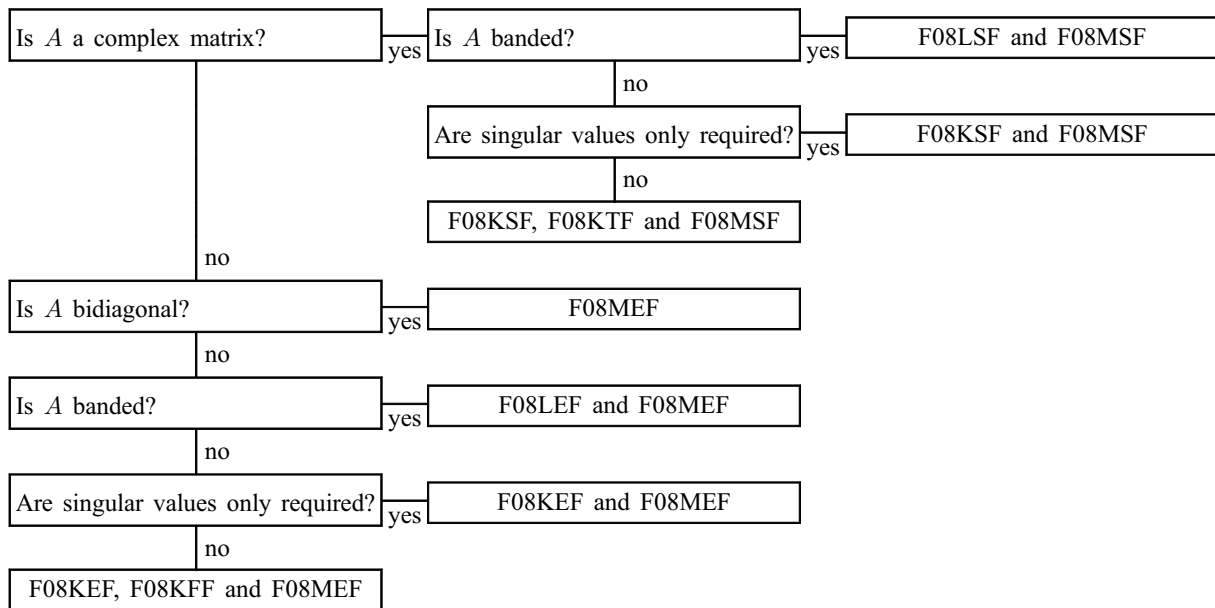 Is A a complex matrix?
yes
Is A banded?
yes
F08LSF and F08MSF
no
Are singular values only required?
yes
F08KSF and F08MSF
no
F08KSF, F08KTF and F08MSF
no
Is A bidiagonal?
yes
F08MEF
no
Is A banded?
yes
F08LEF and F08MEF
no
Are singular values only required?
yes
F08KEF and F08MEF
no
F08KEF, F08KFF and F08MEF